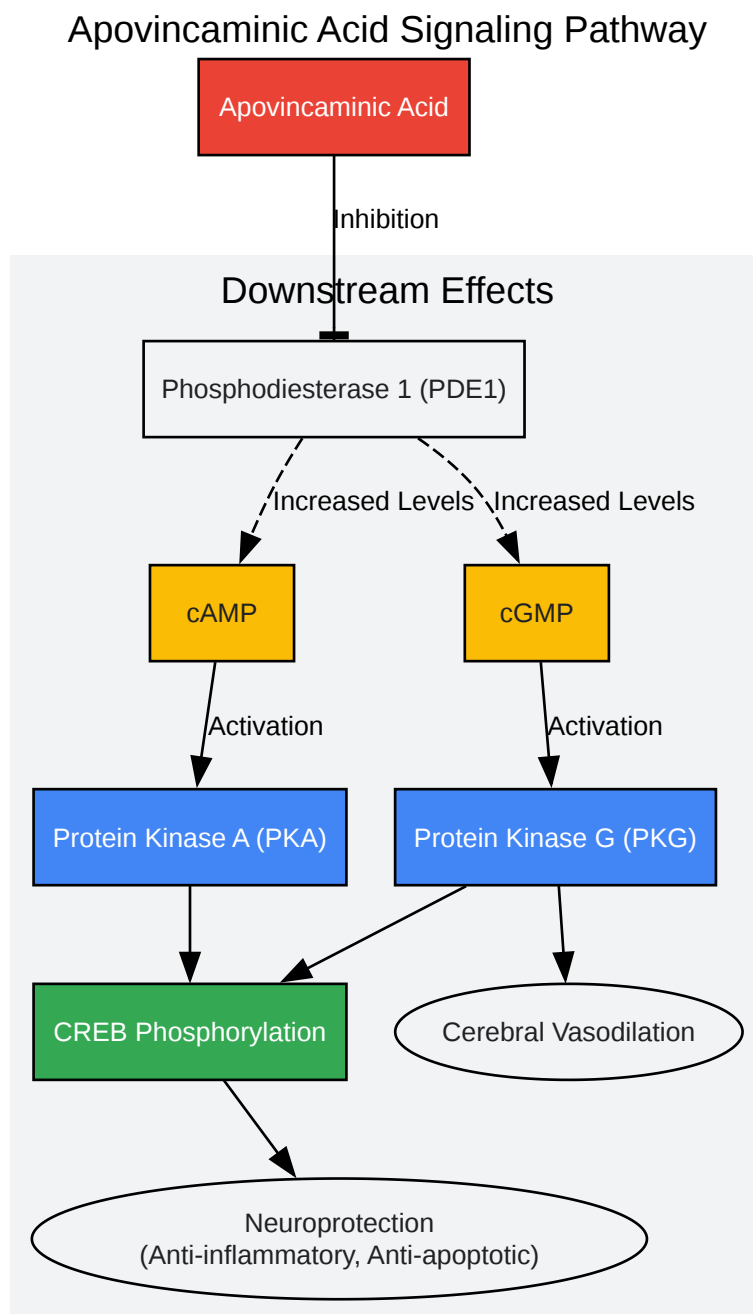 Apovincaminic Acid Signaling Pathway
Apovincaminic Acid
Inhibition
Downstream Effects
Phosphodiesterase 1 (PDE1)
Increased Levels
Increased Levels
cAMP
cGMP
Activation
Activation
Protein Kinase A (PKA)
Protein Kinase G (PKG)
CREB Phosphorylation
Cerebral Vasodilation
Neuroprotection
(Anti-inflammatory, Anti-apoptotic)